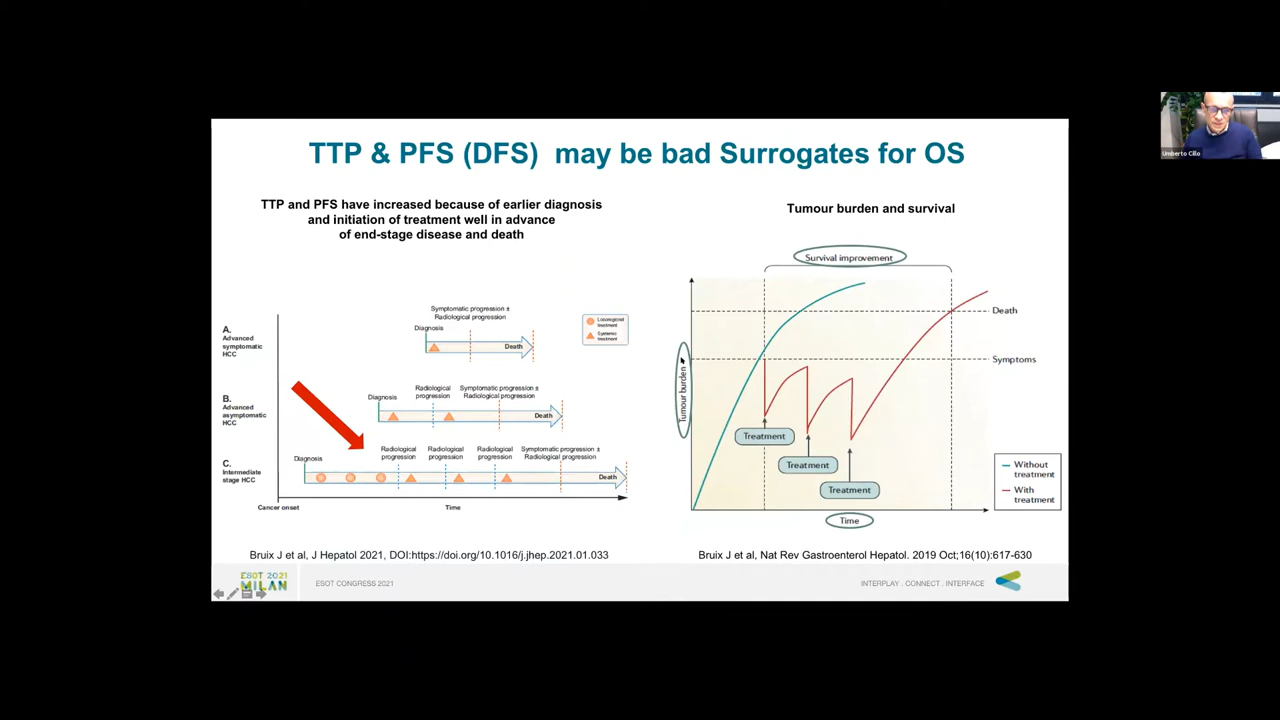 TTP & PFS (DFS) may be bad Surrogates for OS
TTP and PFS have increased because of earlier diagnosis
and initiation of treatment well in advance
of end-stage disease and death
Symptomatic progression ±
Radiological progression
Diagnosis
A.
Advanced
symptomatic
HCC
Death
Locoregional
treatment
Systemic
treatment
Radiological
progression
Symptomatic progression ±
Radiological progression
Diagnosis
B.
Advanced
asymptomatic
HCC
Death
Radiological
progression
Radiological
progression
Radiological
progression
Symptomatic progression ±
Radiological progression
Diagnosis
C.
Intermediate
stage HCC
Death
Cancer onset
Time
Bruix J et al, J Hepatol 2021, DOI:https://doi.org/10.1016/j.jhep.2021.01.033
Tumour burden and survival
Survival improvement
Death
Symptoms
Tumour burden
Treatment
Treatment
Treatment
Without
treatment
With
treatment
Time
Bruix J et al, Nat Rev Gastroenterol Hepatol. 2019 Oct;16(10):617-630
ESOT 2021
MILAN
ESOT CONGRESS 2021
INTERPLAY . CONNECT . INTERFACE
Umberto Cillo